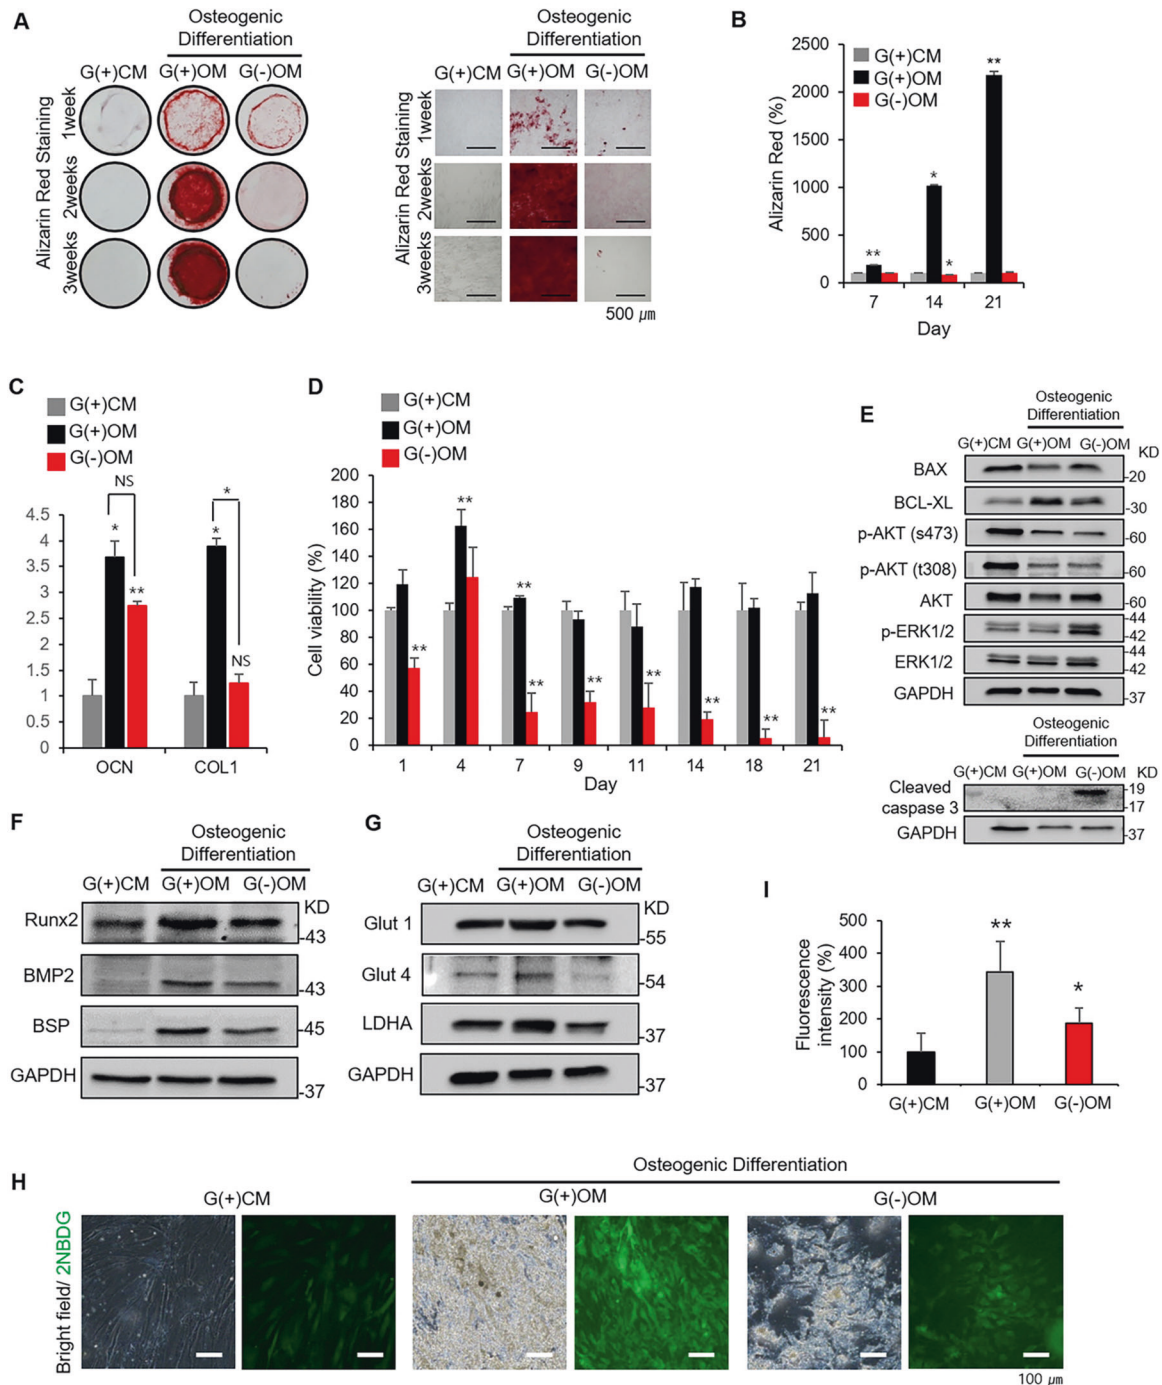 A
Osteogenic
Differentiation
G(+)CM G(+)OM G(-)OM
Alizarin Red Staining
1week
2weeks
3weeks
Osteogenic
Differentiation
G(+)CM G(+)OM G(-)OM
Alizarin Red Staining
1week
2weeks
3weeks
500 ㎛
B
G(+)CM
G(+)OM
G(-)OM
Alizarin Red (%)
2500
2000
1500
1000
500
0
**
*
*
**
7 14 21
Day
C
G(+)CM
G(+)OM
G(-)OM
4.5
4
3.5
3
2.5
2
1.5
1
0.5
0
NS
*
*
**
*
NS
OCN COL1
D
G(+)CM
G(+)OM
G(-)OM
Cell viability (%)
200
180
160
140
120
100
80
60
40
20
0
**
**
**
**
**
**
**
**
**
1 4 7 9 11 14 18 21
Day
E
Osteogenic
Differentiation
G(+)CM G(+)OM G(-)OM KD
BAX -20
BCL-XL -30
p-AKT (s473) -60
p-AKT (t308) -60
AKT -60
p-ERK1/2 -44
-42
ERK1/2 -44
-42
GAPDH -37
Osteogenic
Differentiation
G(+)CM G(+)OM G(-)OM KD
Cleaved -19
caspase 3 -17
GAPDH -37
F
Osteogenic
Differentiation
G(+)CM G(+)OM G(-)OM
KD
Runx2 -43
BMP2 -43
BSP -45
GAPDH -37
G
Osteogenic
Differentiation
G(+)CM G(+)OM G(-)OM
KD
Glut 1 -55
Glut 4 -54
LDHA -37
GAPDH -37
I
Fluorescence
intensity (%)
500
400
300
200
100
0
**
*
G(+)CM G(+)OM G(-)OM
H
Osteogenic Differentiation
G(+)CM G(+)OM G(-)OM
Bright field/ 2NBDG
100 ㎛